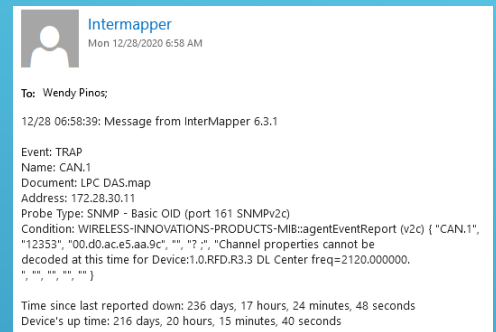 Intermapper
Mon 12/28/2020 6:58 AM
To: Wendy Pinos;
12/28 06:58:39: Message from InterMapper 6.3.1
Event: TRAP
Name: CAN.1
Document: LPC DAS.map
Address: 172.28.30.11
Probe Type: SNMP - Basic OID (port 161 SNMPv2c)
Condition: WIRELESS-INNOVATIONS-PRODUCTS-MIB::agentEventReport (v2c) { "CAN.1",
"12353", "00.d0.ac.e5.aa.9c", "", "? ;", "Channel properties cannot be
decoded at this time for Device:1.0.RFD.R3.3 DL Center freq=2120.000000.
", "", "", "", "" }
Time since last reported down: 236 days, 17 hours, 24 minutes, 48 seconds
Device's up time: 216 days, 20 hours, 15 minutes, 40 seconds